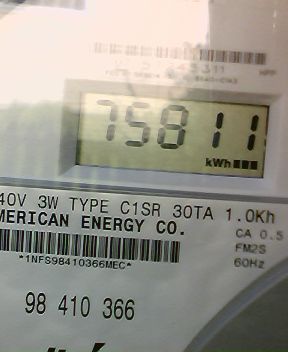 75811
kWh
40V 3W TYPE C1SR 30TA 1.0Kh
MERICAN ENERGY CO.
CA 0.5
*1NFS98410366MEC*
FM2S
60Hz
98 410 366